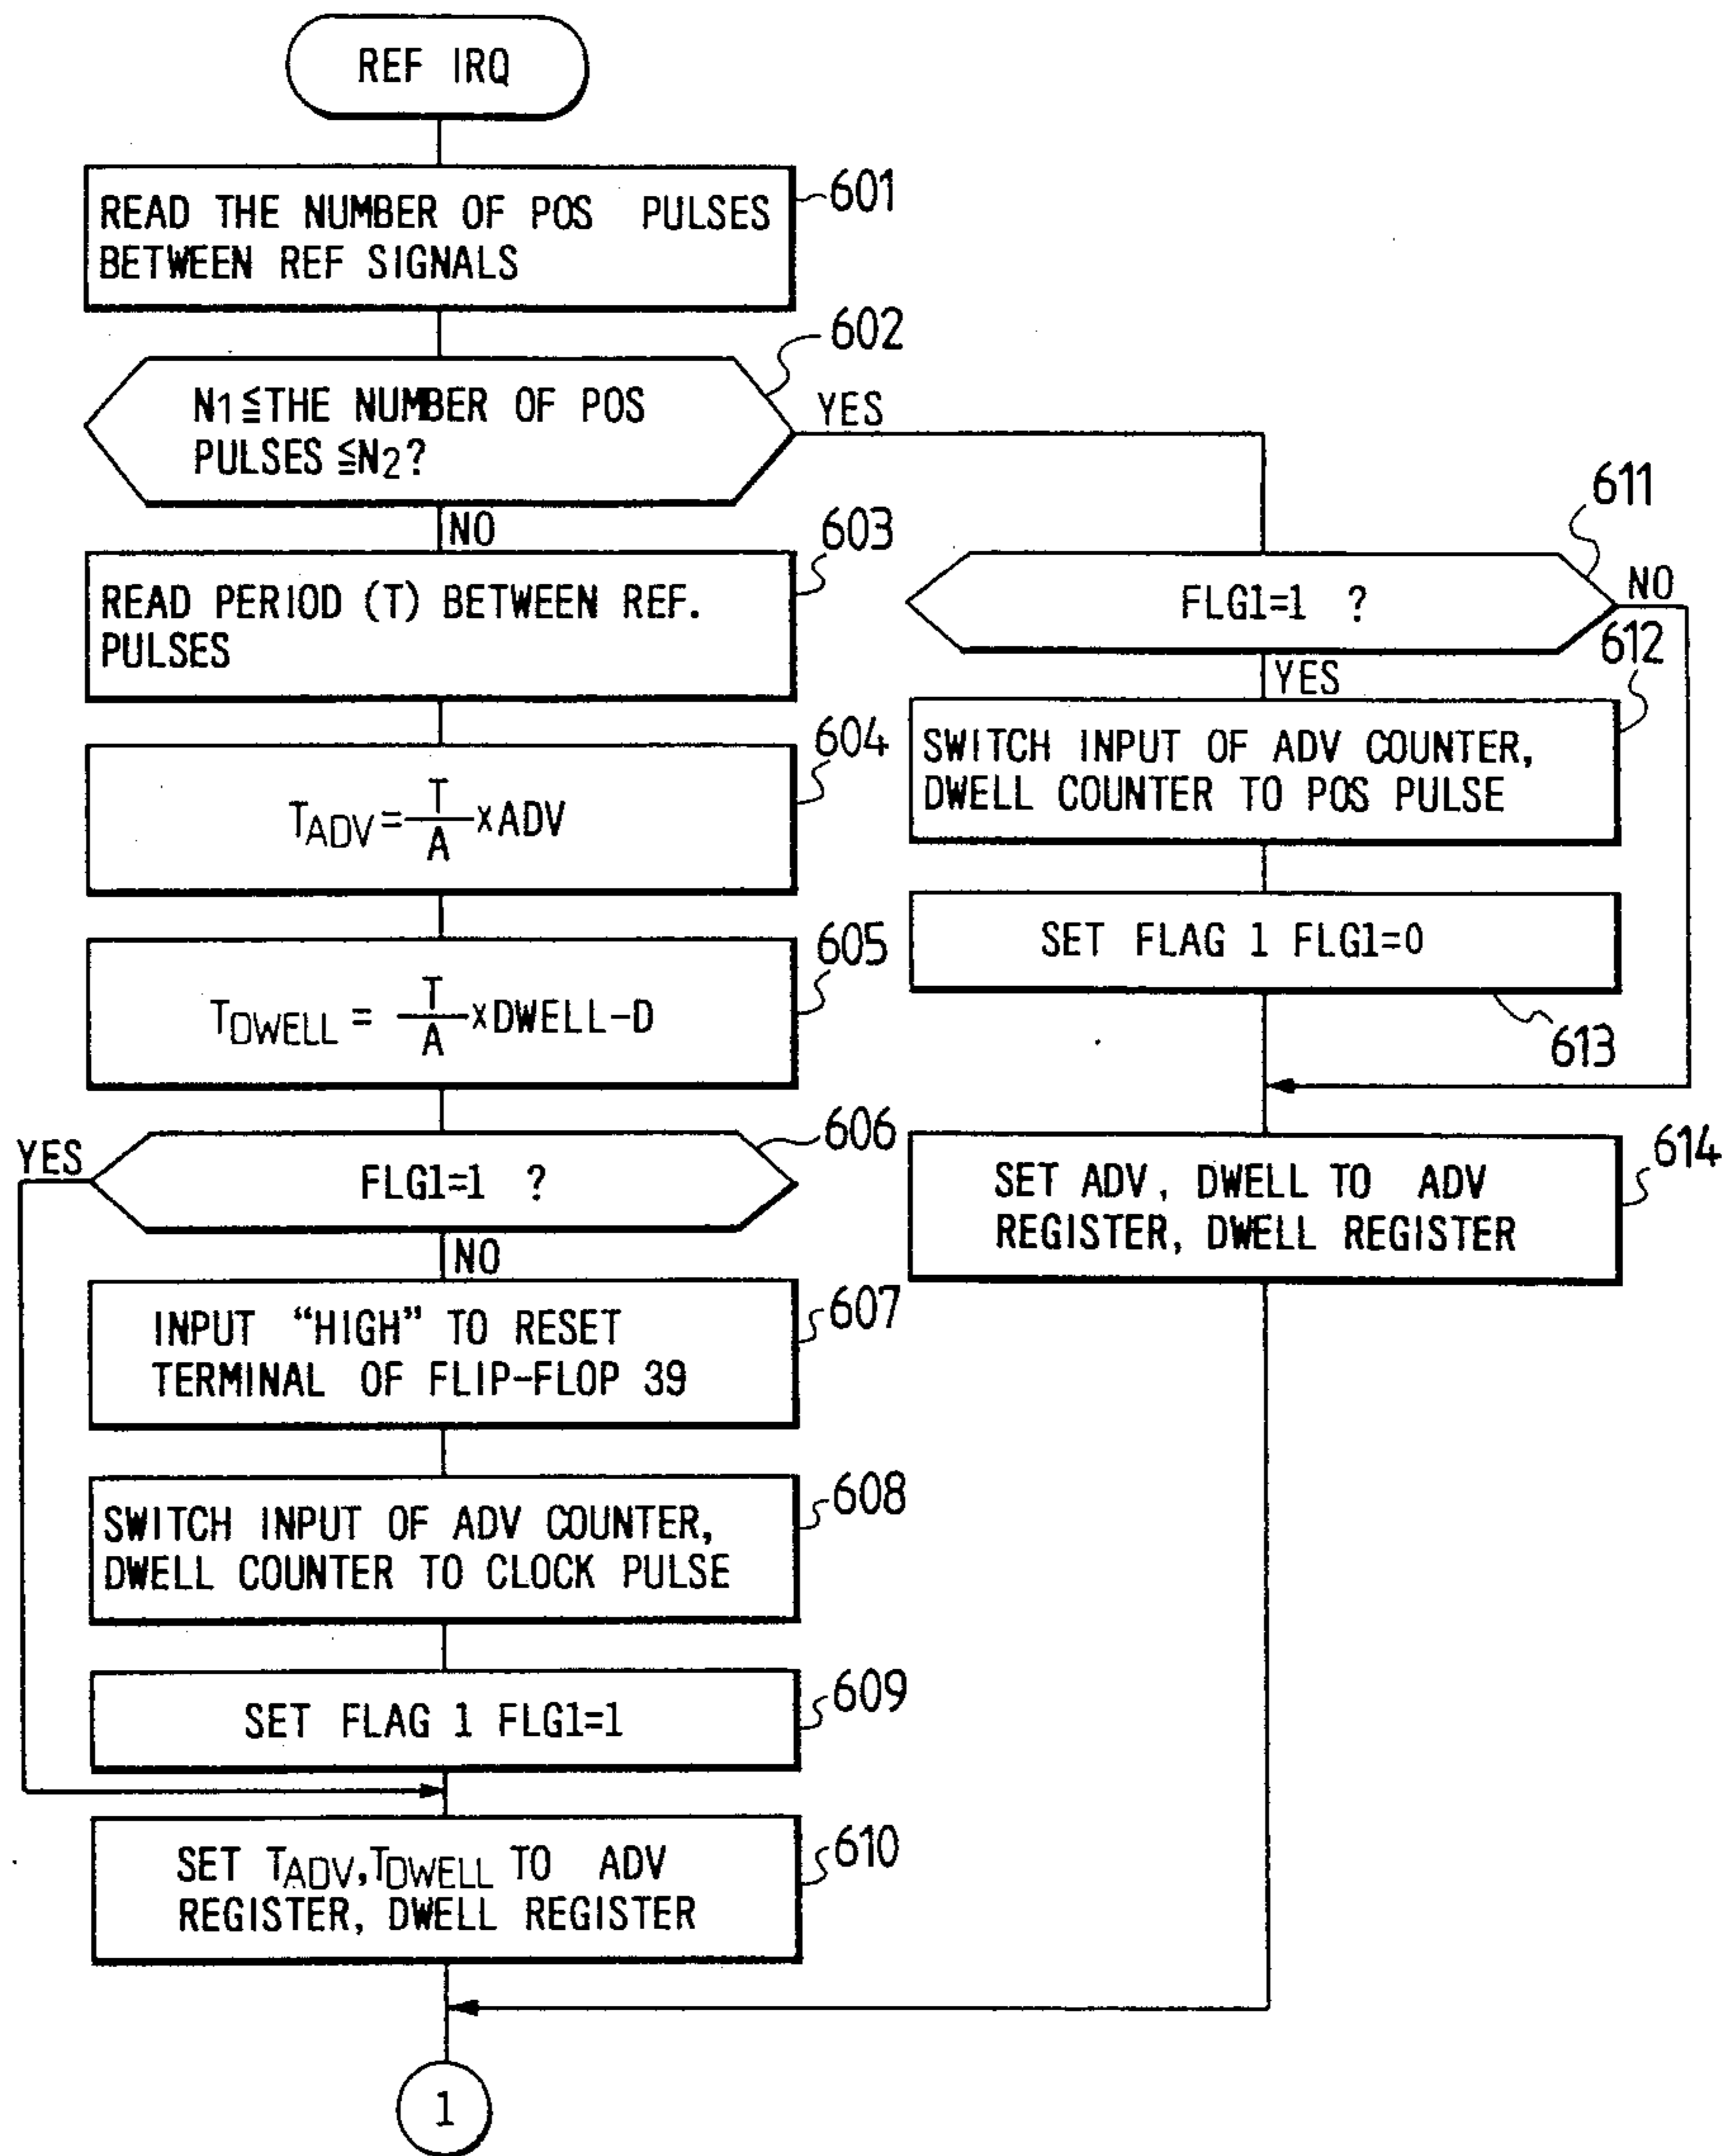 REF IRQ
READ THE NUMBER OF POS PULSES
BETWEEN REF SIGNALS
601
602
N1≦THE NUMBER OF POS
PULSES ≦N2?
YES
NO
603
READ PERIOD (T) BETWEEN REF.
PULSES
604
TADV = T/A ×ADV
605
TDWELL = T/A ×DWELL-D
606
YES
FLG1=1 ?
NO
607
INPUT “HIGH” TO RESET
TERMINAL OF FLIP-FLOP 39
608
SWITCH INPUT OF ADV COUNTER,
DWELL COUNTER TO CLOCK PULSE
609
SET FLAG 1 FLG1=1
610
SET TADV,TDWELL TO ADV
REGISTER, DWELL REGISTER
1
611
FLG1=1 ?
NO
YES
612
SWITCH INPUT OF ADV COUNTER,
DWELL COUNTER TO POS PULSE
SET FLAG 1 FLG1=0
613
614
SET ADV, DWELL TO ADV
REGISTER, DWELL REGISTER